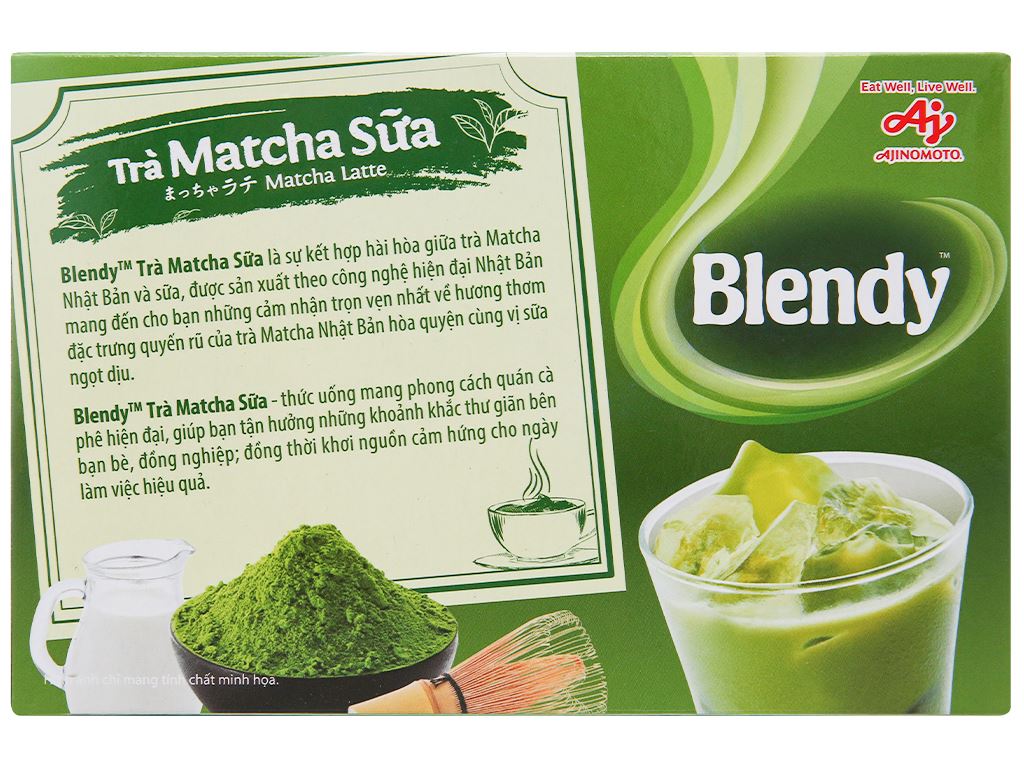 Trà Matcha Sữa
まっちゃラテ Matcha Latte
Blendy™ Trà Matcha Sữa là sự kết hợp hài hòa giữa trà Matcha
Nhật Bản và sữa, được sản xuất theo công nghệ hiện đại Nhật Bản
mang đến cho bạn những cảm nhận trọn vẹn nhất về hương thơm
đặc trưng quyến rũ của trà Matcha Nhật Bản hòa quyện cùng vị sữa
ngọt dịu.
Blendy™ Trà Matcha Sữa - thức uống mang phong cách quán cà
phê hiện đại, giúp bạn tận hưởng những khoảnh khắc thư giãn bên
bạn bè, đồng nghiệp; đồng thời khơi nguồn cảm hứng cho ngày
làm việc hiệu quả.
Eat Well, Live Well.
Aj
AJINOMOTO.
Blendy™
chỉ mang tính chất minh họa.